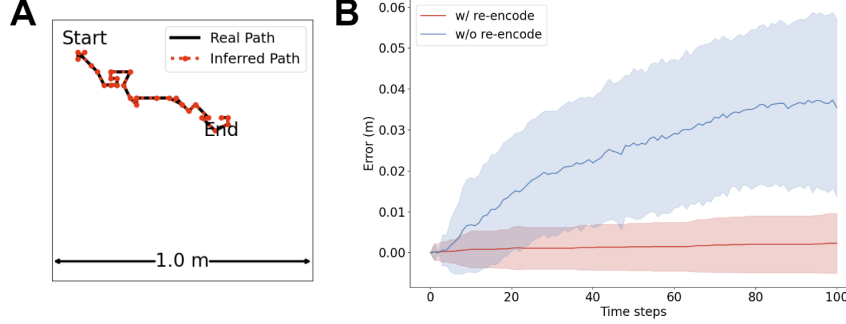 A
Start
Real Path
Inferred Path
End
1.0 m
B
w/ re-encode
w/o re-encode
Error (m)
0.06
0.05
0.04
0.03
0.02
0.01
0.00
0 20 40 60 80 100
Time steps